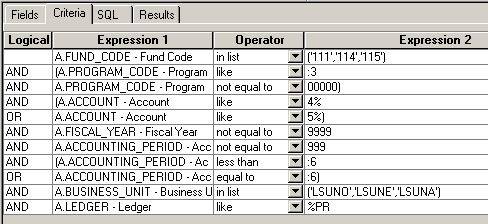 Fields Criteria SQL Results
Logical Expression 1 Operator Expression 2
A.FUND_CODE - Fund Code in list ('111','114','115')
AND (A.PROGRAM_CODE - Program like :3
AND A.PROGRAM_CODE - Program not equal to 00000)
AND (A.ACCOUNT - Account like 4%
OR A.ACCOUNT - Account like 5%)
AND A.FISCAL_YEAR - Fiscal Year not equal to 9999
AND A.ACCOUNTING_PERIOD - Acc not equal to 999
AND (A.ACCOUNTING_PERIOD - Ac less than :6
OR A.ACCOUNTING_PERIOD - Acc equal to :6)
AND A.BUSINESS_UNIT - Business U in list ('LSUNO','LSUNE','LSUNA')
AND A.LEDGER - Ledger like %PR